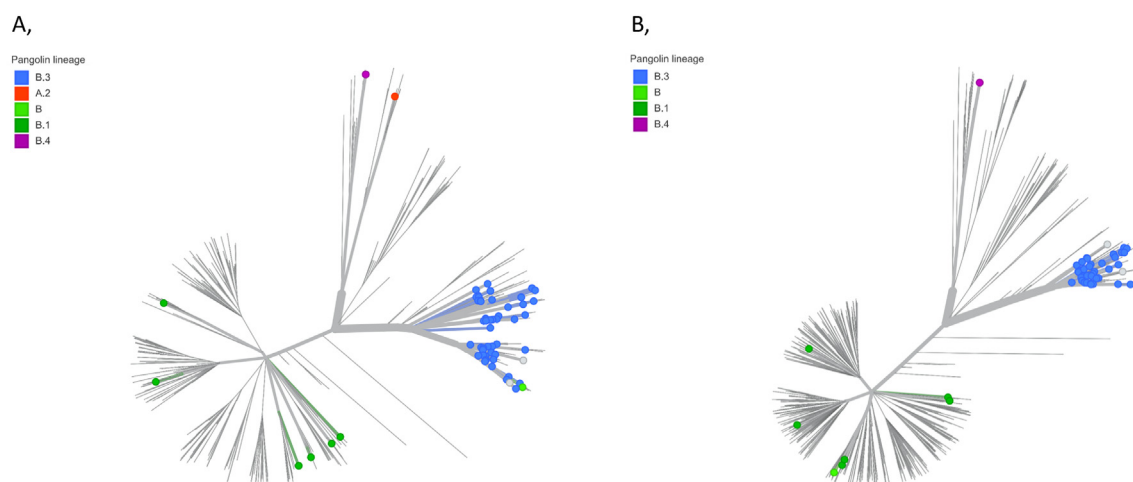 A,
Pangolin lineage
B.3
A.2
B
B.1
B.4
B,
Pangolin lineage
B.3
B
B.1
B.4